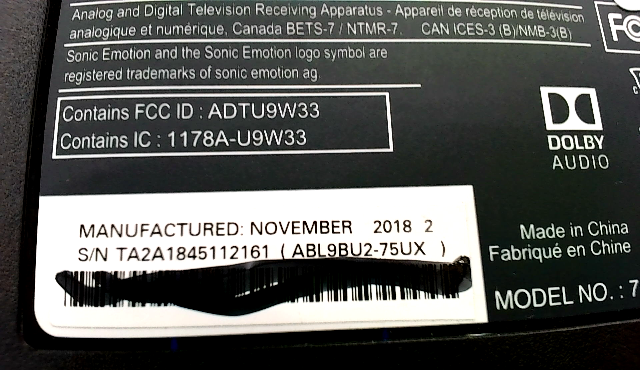 Analog and Digital Television Receiving Apparatus - Appareil de réception de télévision
analogique et numérique, Canada BETS-7 / NTMR-7. CAN ICES-3 (B)/NMB-3(B)
FC
Sonic Emotion and the Sonic Emotion logo symbol are
registered trademarks of sonic emotion ag.
Contains FCC ID : ADTU9W33
Contains IC : 1178A-U9W33
DOLBY
AUDIO
MANUFACTURED: NOVEMBER 2018 2
S/N TA2A1845112161 ( ABL9BU2-75UX )
Made in China
Fabriqué en Chine
MODEL NO. : 7